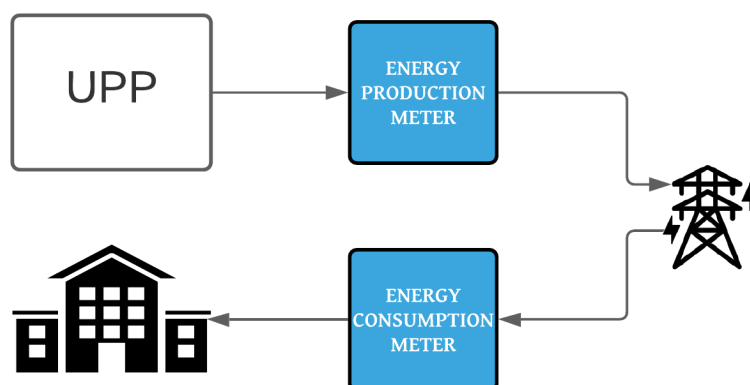 UPP
ENERGY
PRODUCTION
METER
ENERGY
CONSUMPTION
METER